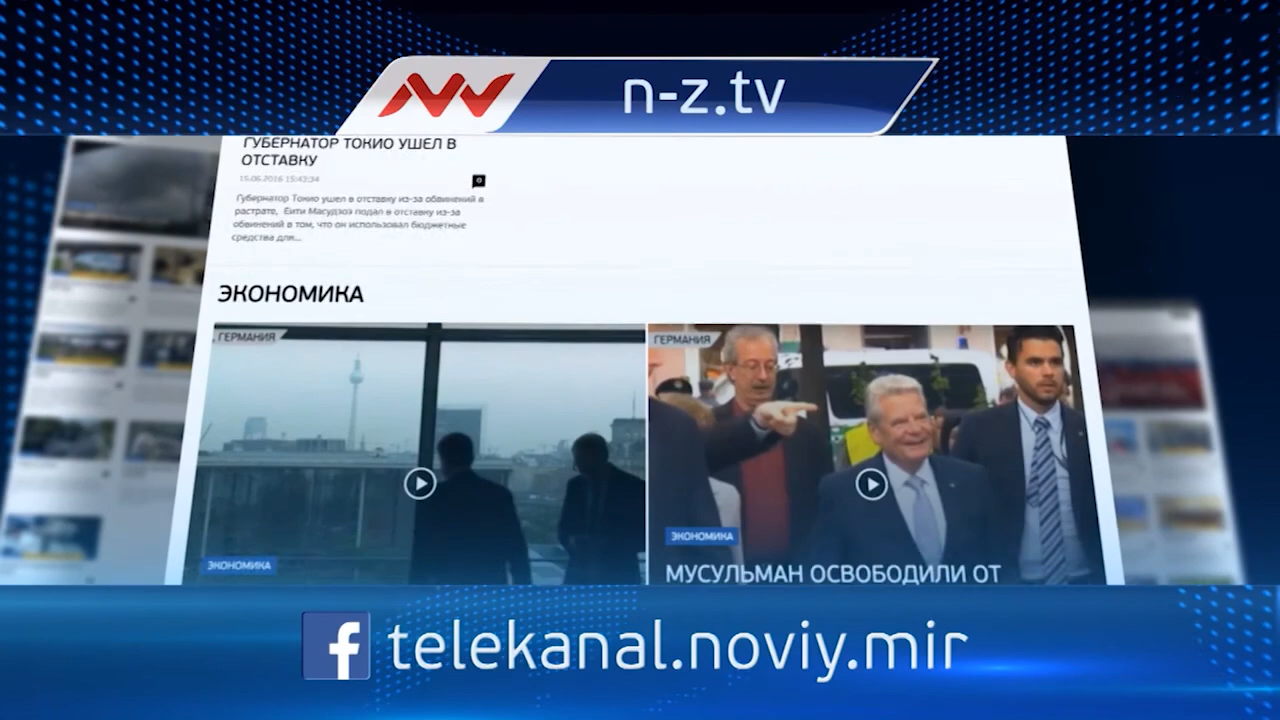 n-z.tv
ГУБЕРНАТОР ТОКИО УШЕЛ В
ОТСТАВКУ
15.06.2016 15:43:34
0
Губернатор Токио ушел в отставку из-за обвинений в
растрате, Еити Масудзоэ подал в отставку из-за
обвинений в том, что он использовал бюджетные
средства для...
ЭКОНОМИКА
ГЕРМАНИЯ
ГЕРМАНИЯ
ЭКОНОМИКА
ЭКОНОМИКА
МУСУЛЬМАН ОСВОБОДИЛИ ОТ
telekanal.noviy.mir